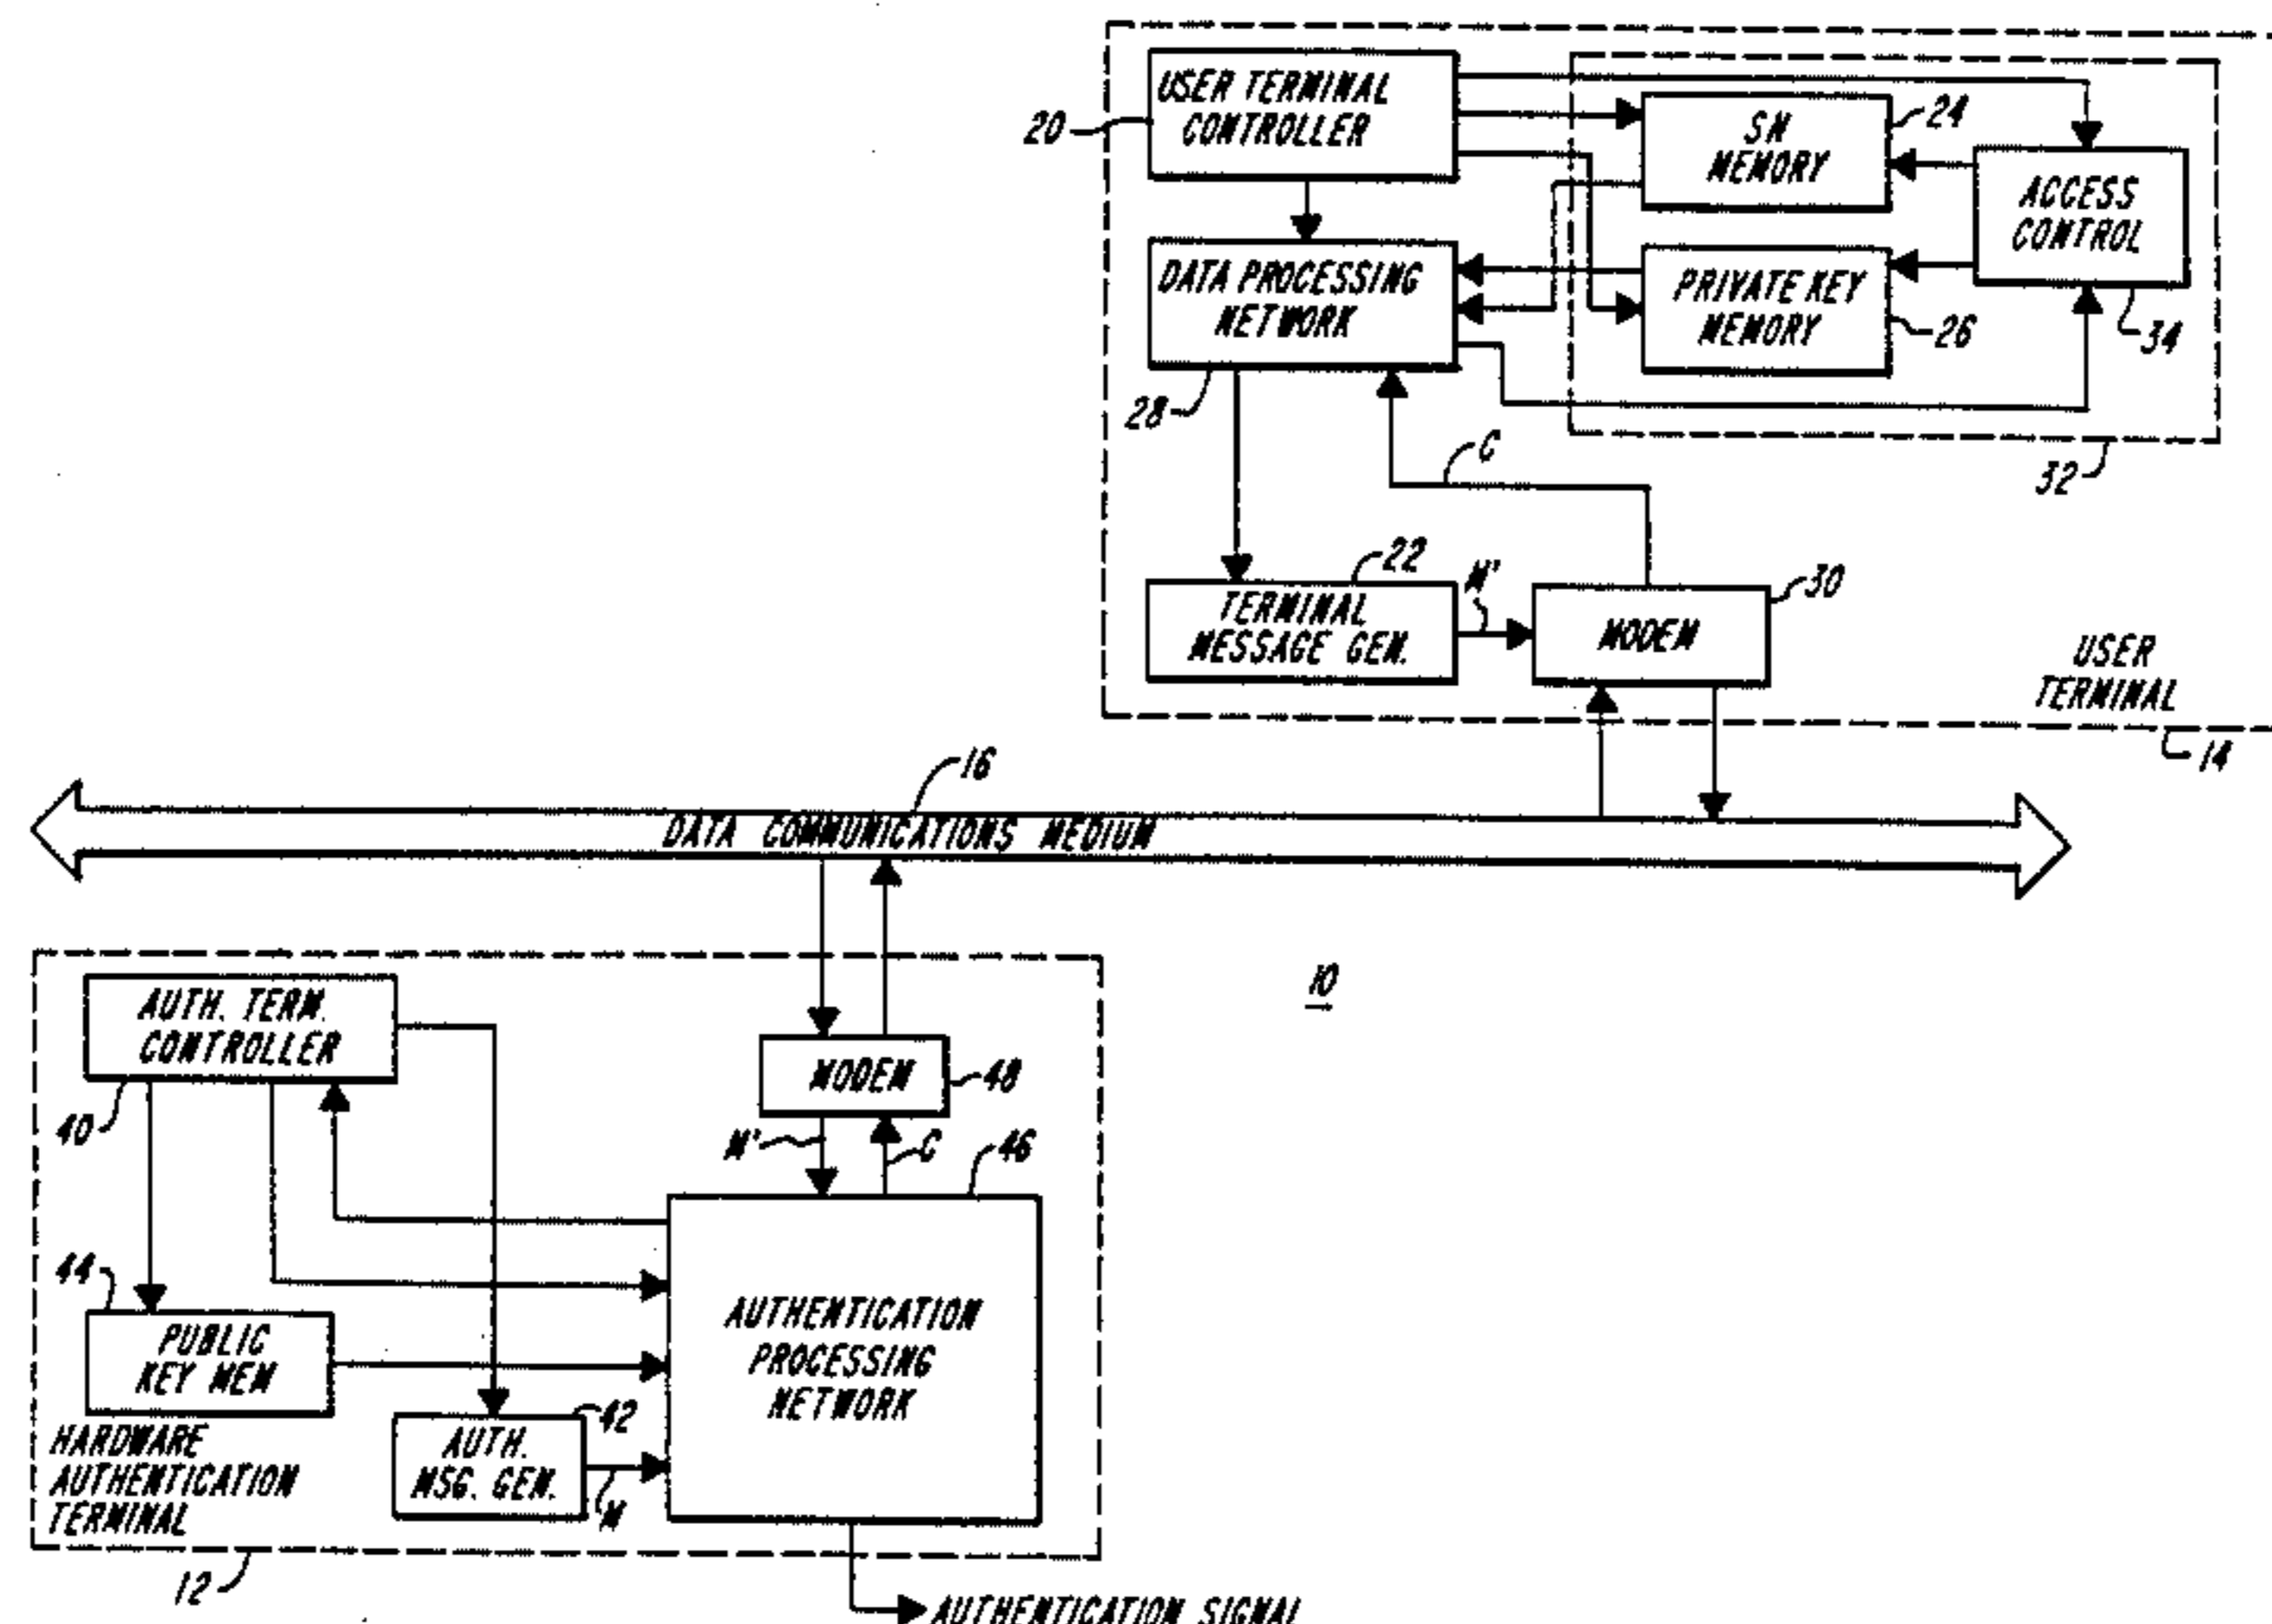 USER TERMINAL
CONTROLLER
20
SN
MEMORY
24
ACCESS
CONTROL
34
DATA PROCESSING
NETWORK
28
PRIVATE KEY
MEMORY
26
32
C
22
TERMINAL
MESSAGE GEN.
M'
MODEM
30
USER
TERMINAL
14
16
DATA COMMUNICATIONS MEDIUM
10
AUTH. TERM.
CONTROLLER
40
MODEM
48
M'
C
46
44
PUBLIC
KEY MEM
AUTHENTICATION
PROCESSING
NETWORK
42
AUTH.
MSG. GEN.
M
HARDWARE
AUTHENTICATION
TERMINAL
12
AUTHENTICATION SIGNAL